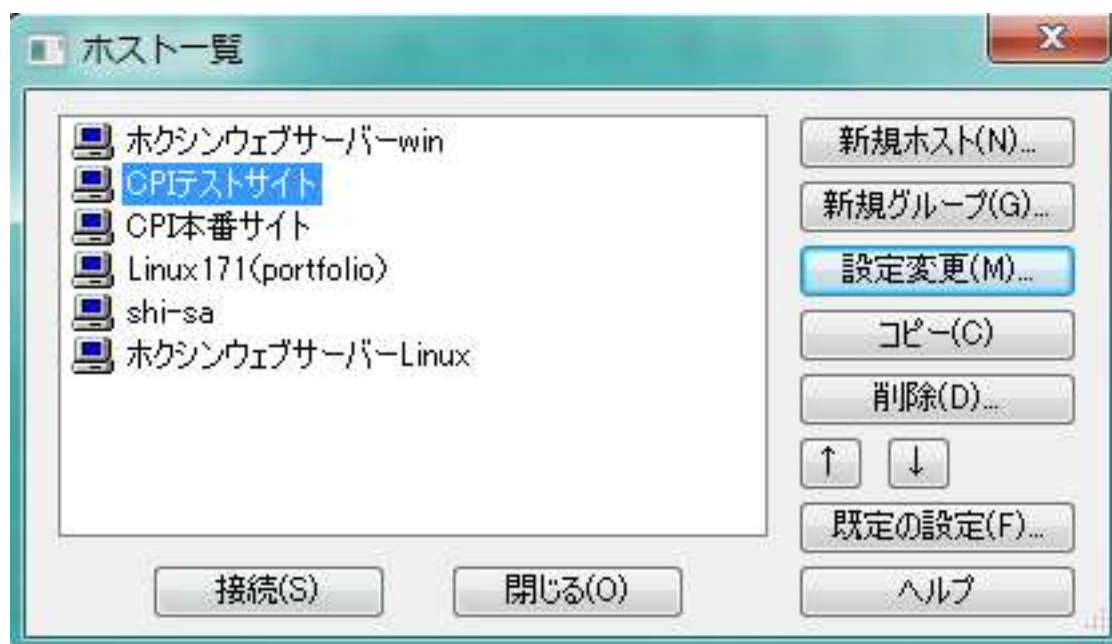 ホスト一覧
ホクシンウェブサーバーwin
CPIテストサイト
CPI本番サイト
Linux171(portfolio)
shi-sa
ホクシンウェブサーバーLinux
新規ホスト(N)...
新規グループ(G)...
設定変更(M)...
コピー(C)
削除(D)...
↑ ↓
既定の設定(F)...
接続(S) 閉じる(O) ヘルプ